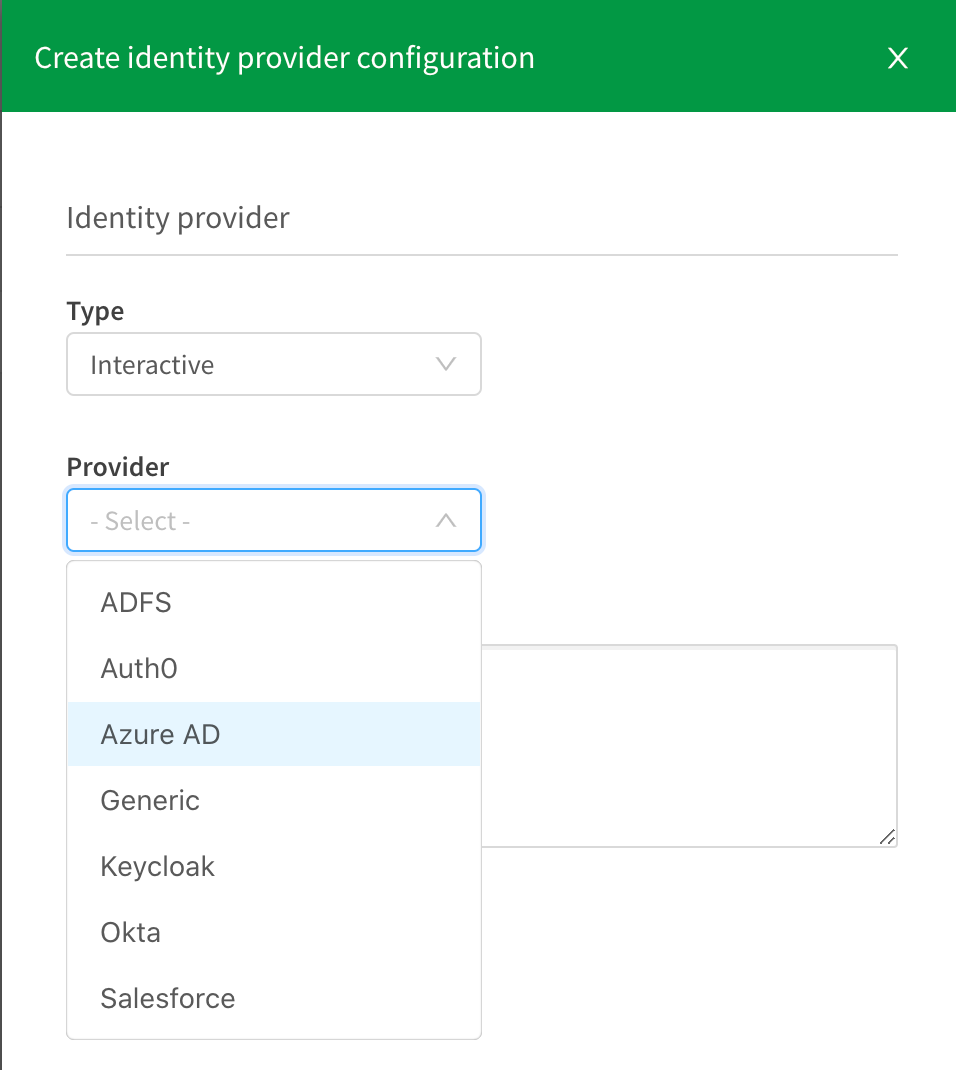 Create identity provider configuration
X
Identity provider
Type
Interactive
Provider
- Select -
ADFS
Auth0
Azure AD
Generic
Keycloak
Okta
Salesforce